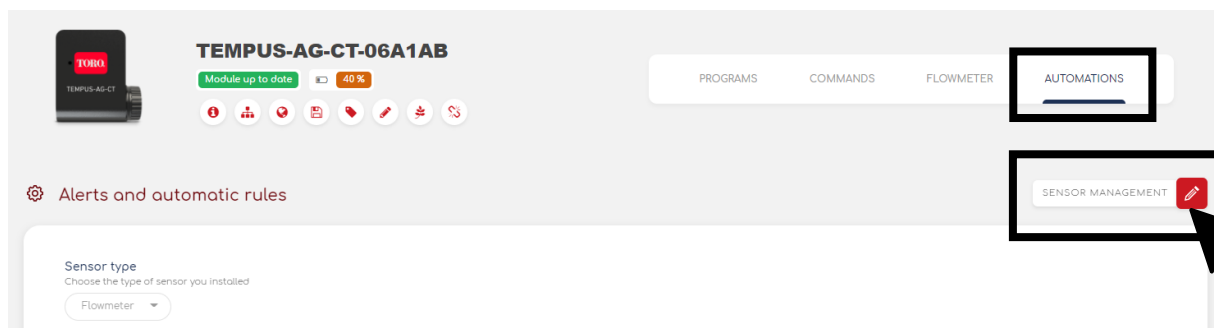 TEMPUS-AG-CT-06A1AB
TORO
TEMPUS-AG-CT
Module up to date 40 %
PROGRAMS COMMANDS FLOWMETER AUTOMATIONS
Alerts and automatic rules
SENSOR MANAGEMENT
Sensor type
Choose the type of sensor you installed
Flowmeter